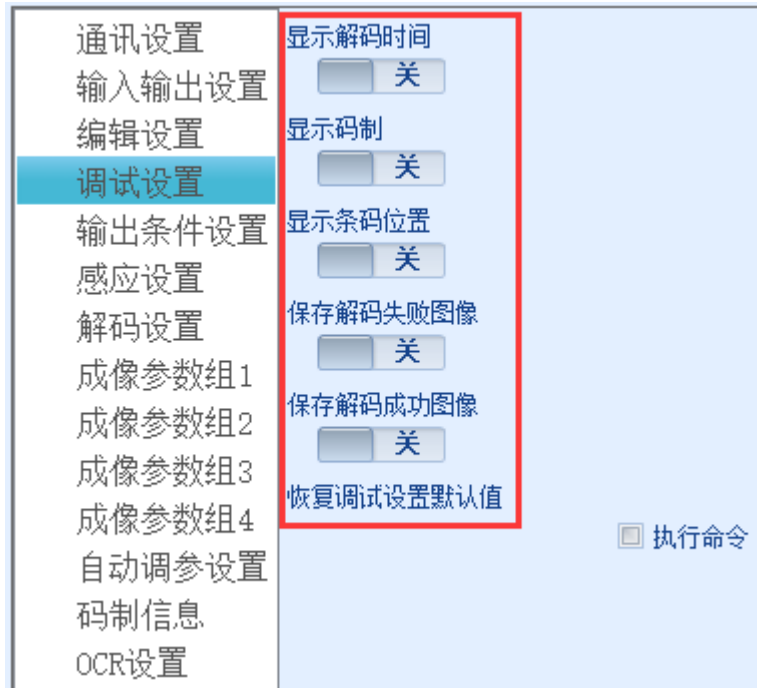 通讯设置
输入输出设置
编辑设置
调试设置
输出条件设置
感应设置
解码设置
成像参数组1
成像参数组2
成像参数组3
成像参数组4
自动调参设置
码制信息
OCR设置
显示解码时间
关
显示码制
关
显示条码位置
关
保存解码失败图像
关
保存解码成功图像
关
恢复调试设置默认值
执行命令